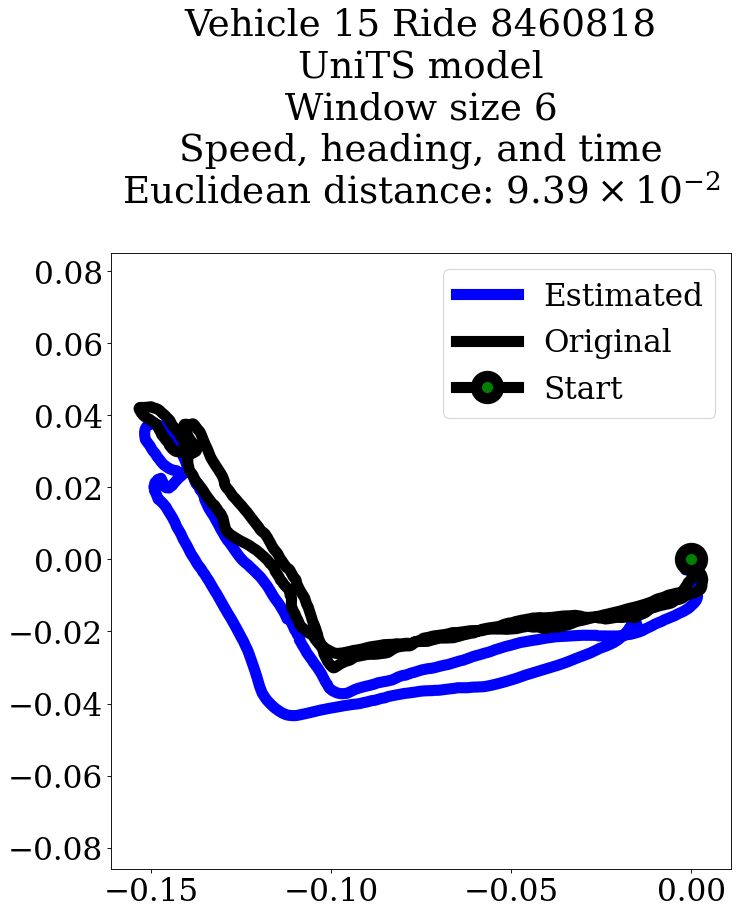 Vehicle 15 Ride 8460818
UniTS model
Window size 6
Speed, heading, and time
Euclidean distance: 9.39 × 10⁻²
Estimated
Original
Start
0.08
0.06
0.04
0.02
0.00
−0.02
−0.04
−0.06
−0.08
−0.15 −0.10 −0.05 0.00